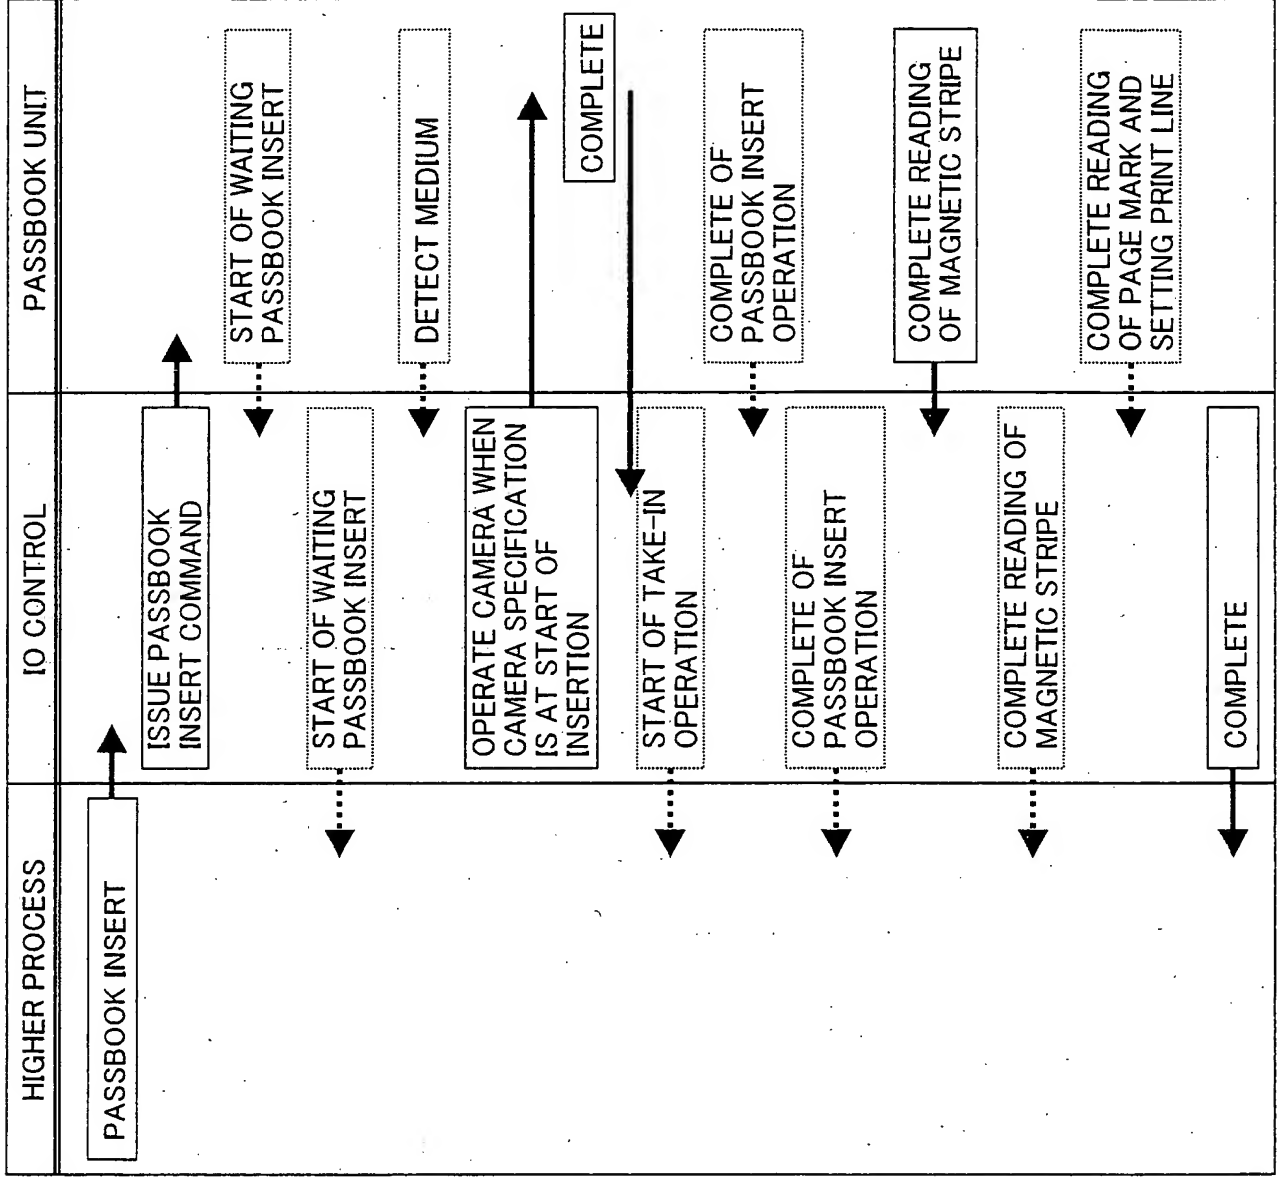 HIGHER PROCESS
IO CONTROL
PASSBOOK UNIT
PASSBOOK INSERT
ISSUE PASSBOOK
INSERT COMMAND
START OF WAITING
PASSBOOK INSERT
START OF WAITING
PASSBOOK INSERT
DETECT MEDIUM
OPERATE CAMERA WHEN
CAMERA SPECIFICATION
IS AT START OF
INSERTION
COMPLETE
START OF TAKE-IN
OPERATION
COMPLETE OF
PASSBOOK INSERT
OPERATION
COMPLETE OF
PASSBOOK INSERT
OPERATION
COMPLETE READING
OF MAGNETIC STRIPE
COMPLETE READING OF
MAGNETIC STRIPE
COMPLETE READING
OF PAGE MARK AND
SETTING PRINT LINE
COMPLETE